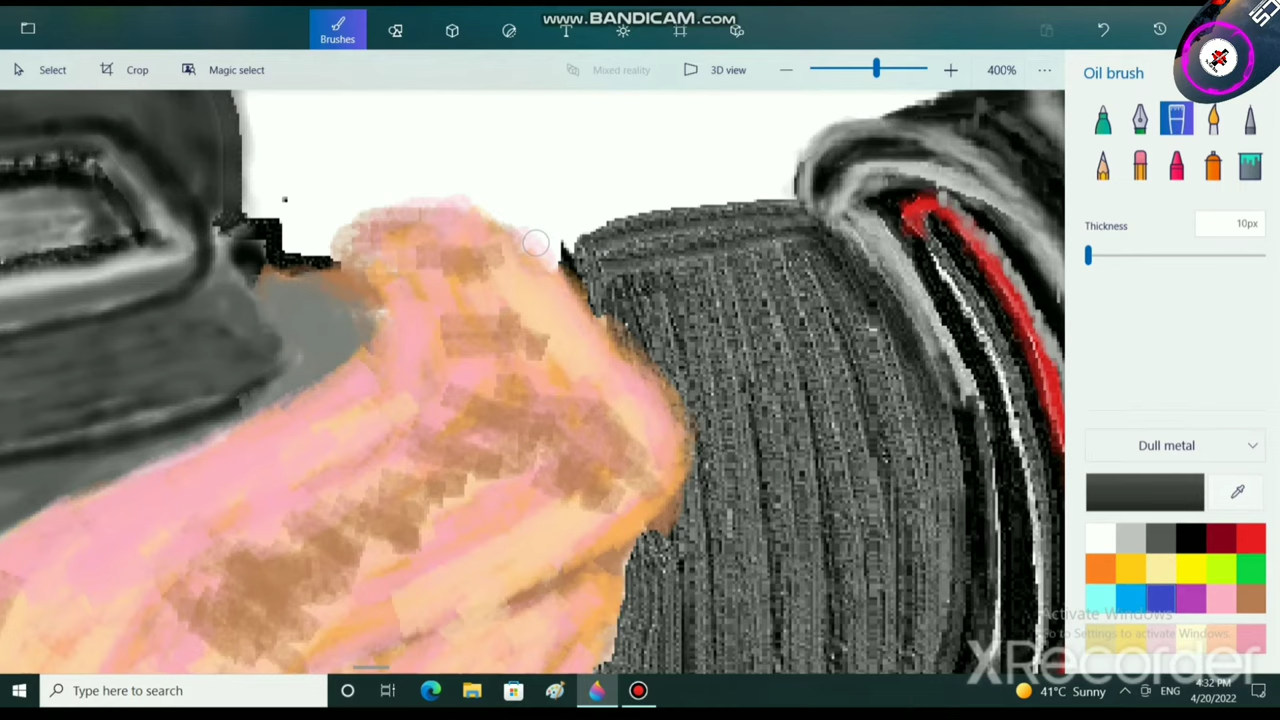 www.BANDICAM.com
Brushes
Select
Crop
Magic select
Mixed reality
3D view
400%
Oil brush
Thickness
10px
Dull metal
Activate Windows
Go to Settings to activate Windows.
XRecorder
Type here to search
41°C Sunny
ENG
4:32 PM
4/20/2022